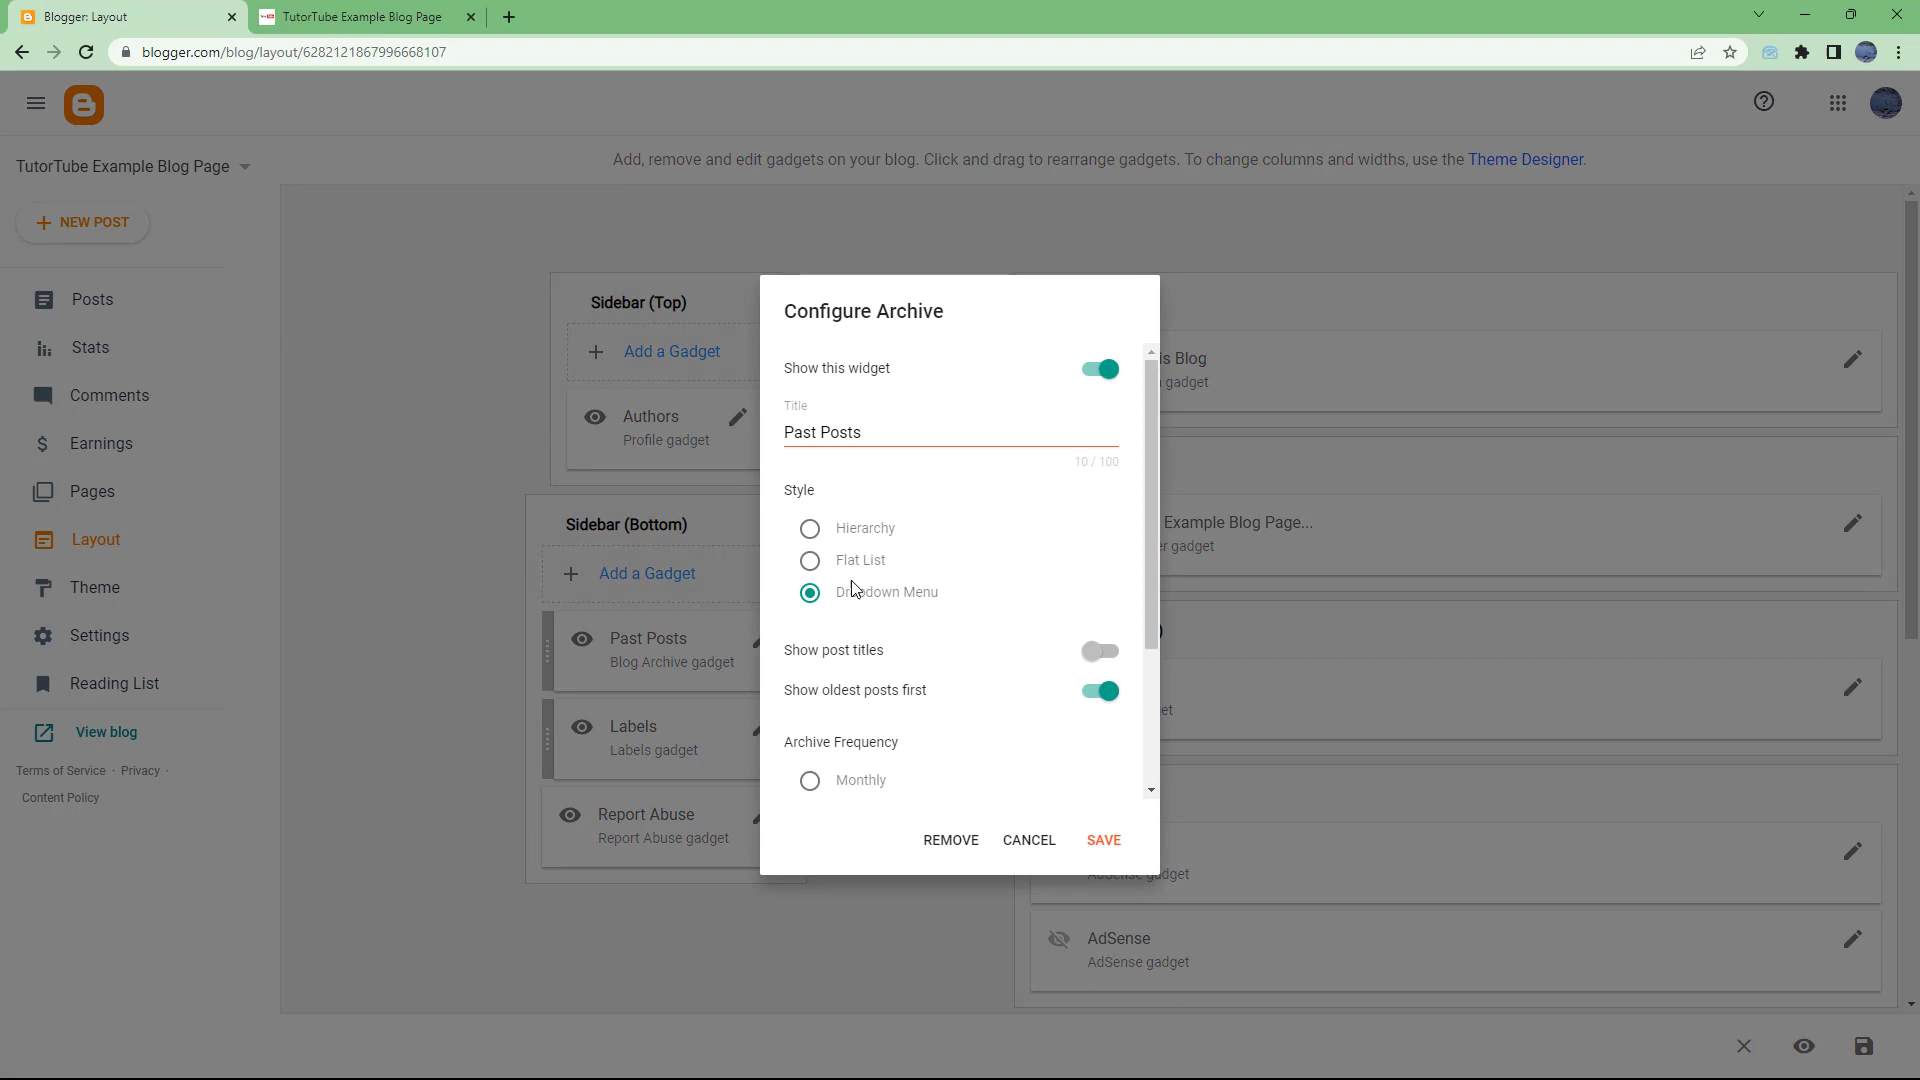 Blogger: Layout
TutorTube Example Blog Page
blogger.com/blog/layout/6282121867996668107
TutorTube Example Blog Page
Add, remove and edit gadgets on your blog. Click and drag to rearrange gadgets. To change columns and widths, use the Theme Designer.
NEW POST
Posts
Stats
Comments
Earnings
Pages
Layout
Theme
Settings
Reading List
View blog
Terms of Service · Privacy ·
Content Policy
Sidebar (Top)
Add a Gadget
Authors
Profile gadget
Sidebar (Bottom)
Add a Gadget
Past Posts
Blog Archive gadget
Labels
Labels gadget
Report Abuse
Report Abuse gadget
Configure Archive
Show this widget
Title
Past Posts
10 / 100
Style
Hierarchy
Flat List
Dropdown Menu
Show post titles
Show oldest posts first
Archive Frequency
Monthly
REMOVE CANCEL SAVE
s Blog
gadget
Example Blog Page...
er gadget
et
AdSense gadget
AdSense
AdSense gadget